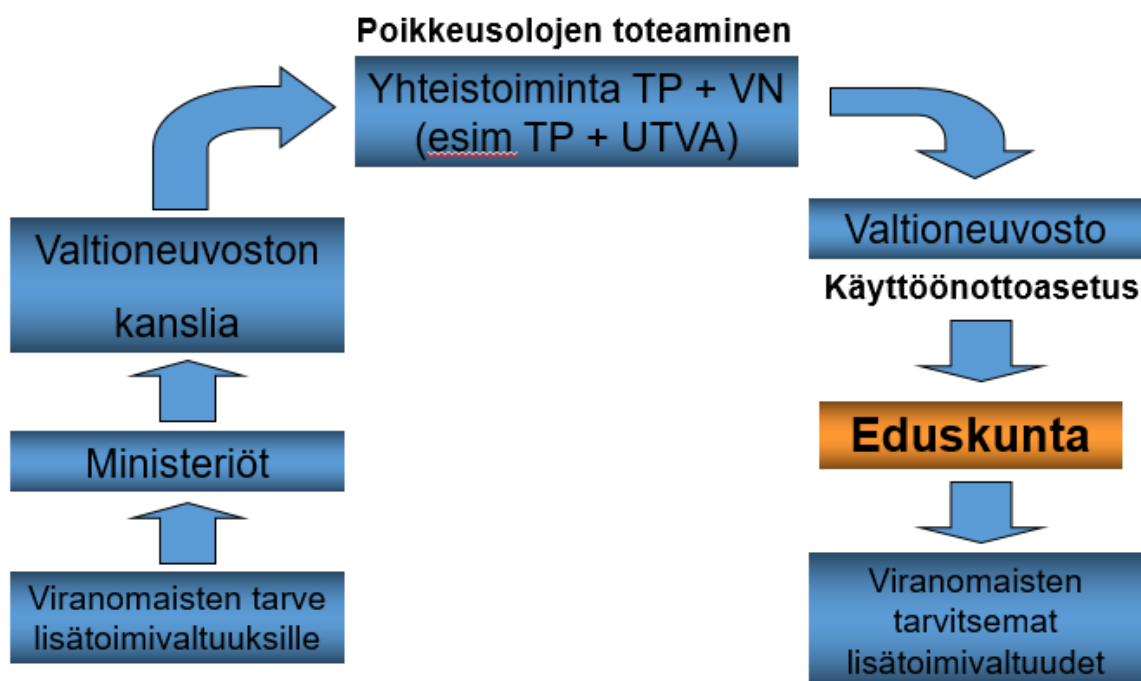 Poikkeusolojen toteaminen
Yhteistoiminta TP + VN
(esim TP + UTVA)
Valtioneuvoston
kanslia
Ministeriöt
Viranomaisten tarve
lisätoimivaltuuksille
Valtioneuvosto
Käyttöönottoasetus
Eduskunta
Viranomaisten
tarvitsemat
lisätoimivaltuudet